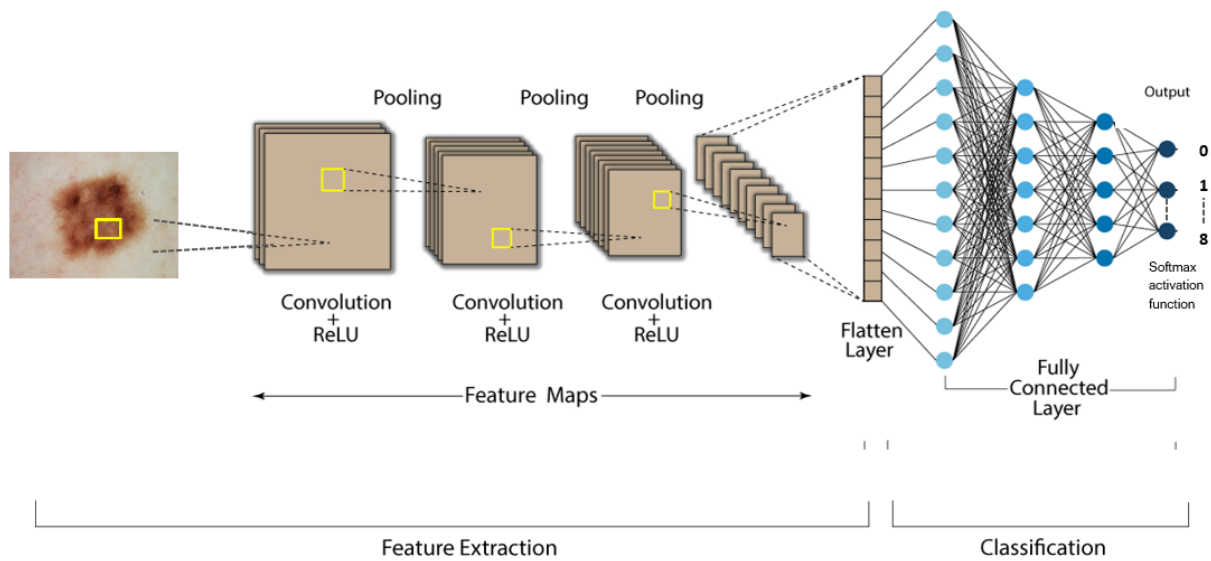 Pooling
Pooling
Pooling
Output
0
1
8
Softmax
activation
function
Convolution
+
ReLU
Convolution
+
ReLU
Convolution
+
ReLU
Flatten
Layer
Fully
Connected
Layer
Feature Maps
Feature Extraction
Classification